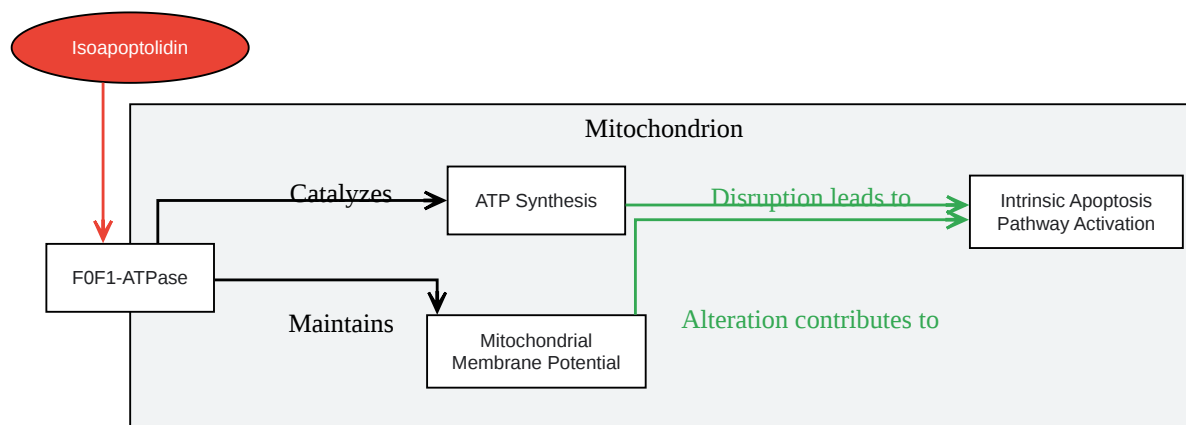 Isoapoptolidin
Mitochondrion
Catalyzes
ATP Synthesis
Disruption leads to
Intrinsic Apoptosis
Pathway Activation
F0F1-ATPase
Maintains
Mitochondrial
Membrane Potential
Alteration contributes to